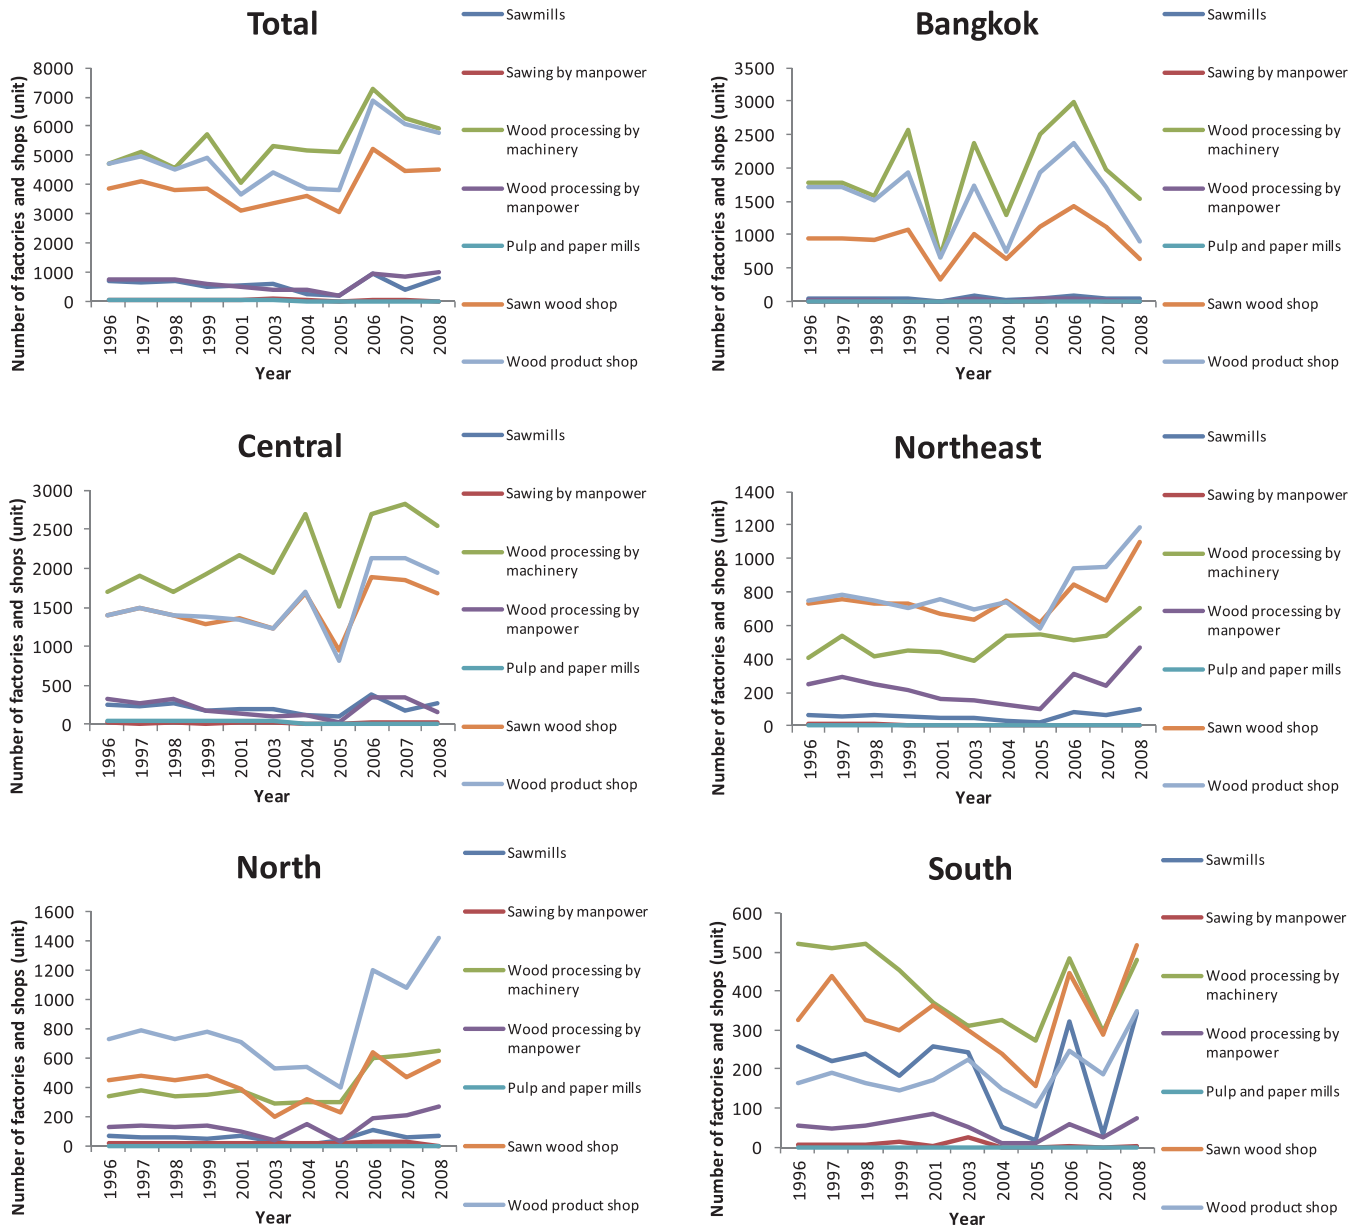 Total
Number of factories and shops (unit)
8000
7000
6000
5000
4000
3000
2000
1000
0
1996
1997
1998
1999
2001
2003
2004
2005
2006
2007
2008
Year
Sawmills
Sawing by manpower
Wood processing by
machinery
Wood processing by
manpower
Pulp and paper mills
Sawn wood shop
Wood product shop
Bangkok
Number of factories and shops (unit)
3500
3000
2500
2000
1500
1000
500
0
1996
1997
1998
1999
2001
2003
2004
2005
2006
2007
2008
Year
Sawmills
Sawing by manpower
Wood processing by
machinery
Wood processing by
manpower
Pulp and paper mills
Sawn wood shop
Wood product shop
Central
Number of factories and shops (unit)
3000
2500
2000
1500
1000
500
0
1996
1997
1998
1999
2001
2003
2004
2005
2006
2007
2008
Year
Sawmills
Sawing by manpower
Wood processing by
machinery
Wood processing by
manpower
Pulp and paper mills
Sawn wood shop
Wood product shop
Northeast
Number of factories and shops (unit)
1400
1200
1000
800
600
400
200
0
1996
1997
1998
1999
2001
2003
2004
2005
2006
2007
2008
Year
Sawmills
Sawing by manpower
Wood processing by
machinery
Wood processing by
manpower
Pulp and paper mills
Sawn wood shop
Wood product shop
North
Number of factories and shops (unit)
1600
1400
1200
1000
800
600
400
200
0
1996
1997
1998
1999
2001
2003
2004
2005
2006
2007
2008
Year
Sawmills
Sawing by manpower
Wood processing by
machinery
Wood processing by
manpower
Pulp and paper mills
Sawn wood shop
Wood product shop
South
Number of factories and shops (unit)
600
500
400
300
200
100
0
1996
1997
1998
1999
2001
2003
2004
2005
2006
2007
2008
Year
Sawmills
Sawing by manpower
Wood processing by
machinery
Wood processing by
manpower
Pulp and paper mills
Sawn wood shop
Wood product shop